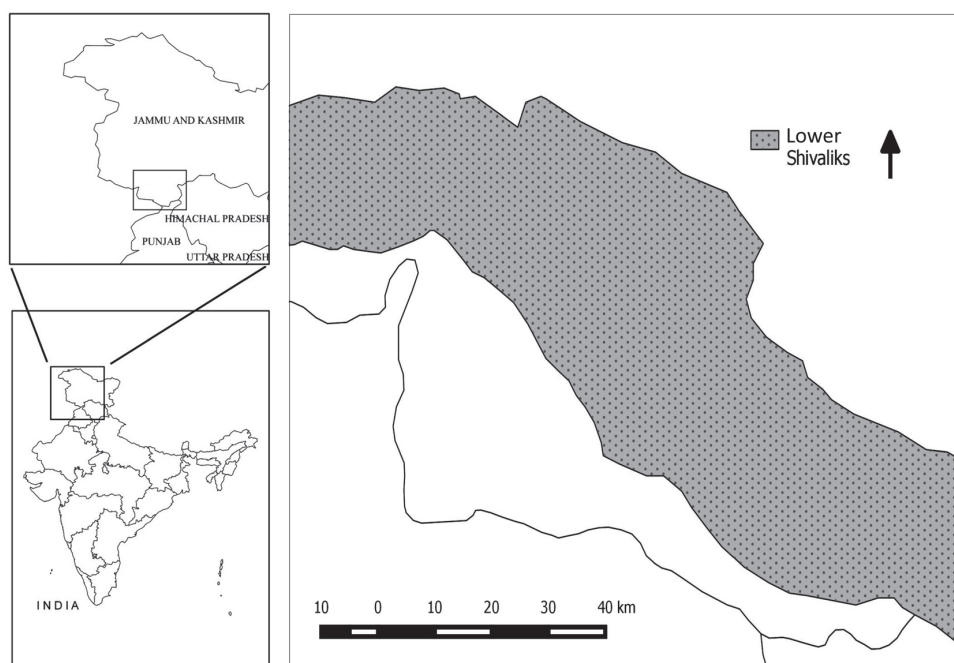 JAMMU AND KASHMIR
HIMACHAL PRADESH
PUNJAB
UTTAR PRADESH
INDIA
Lower
Shivaliks
10 0 10 20 30 40 km